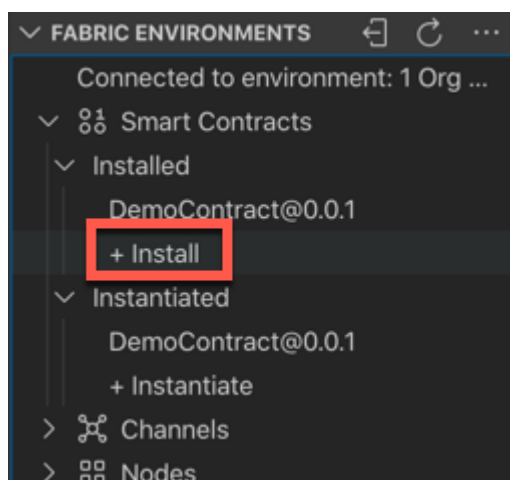 FABRIC ENVIRONMENTS ...
Connected to environment: 1 Org ...
Smart Contracts
Installed
DemoContract@0.0.1
+ Install
Instantiated
DemoContract@0.0.1
+ Instantiate
Channels
Nodes